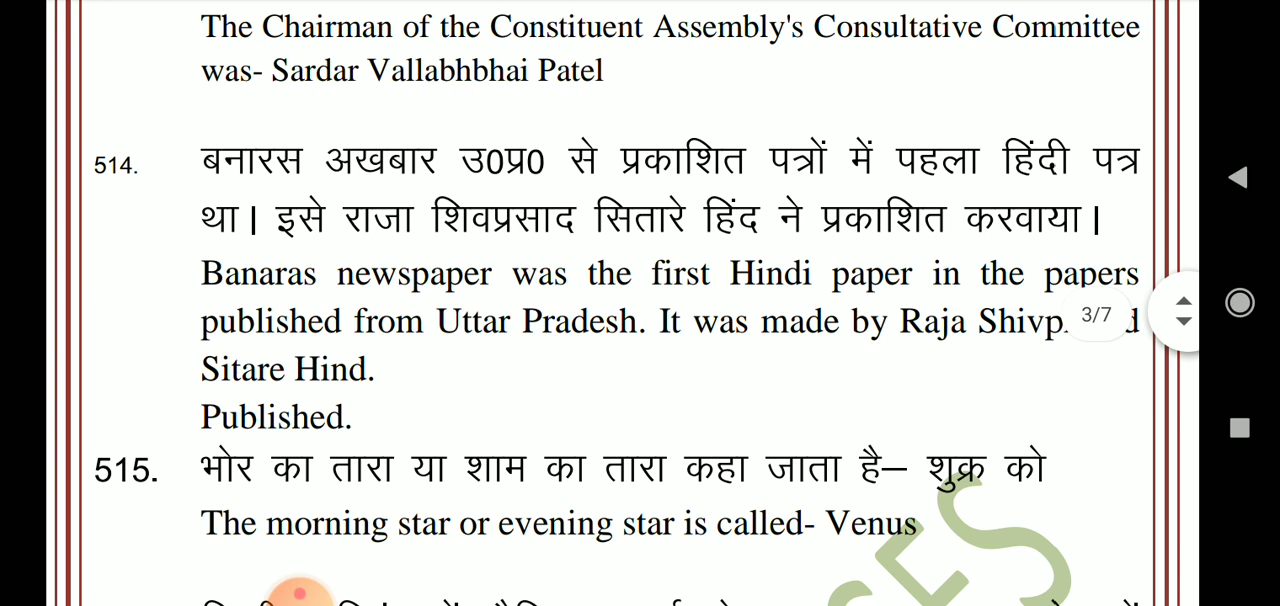 The Chairman of the Constituent Assembly's Consultative Committee
was- Sardar Vallabhbhai Patel
514. बनारस अखबार उ0प्र0 से प्रकाशित पत्रों में पहला हिंदी पत्र
था। इसे राजा शिवप्रसाद सितारे हिंद ने प्रकाशित करवाया।
Banaras newspaper was the first Hindi paper in the papers
published from Uttar Pradesh. It was made by Raja
3/7
Sitare Hind.
Published.
515. भोर का तारा या शाम का तारा कहा जाता है– शुक्र को
The morning star or evening star is called- Venus